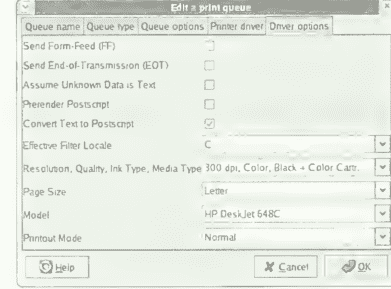 Edit a print queue
Queue name Queue type Queue options Printer driver Driver options
Send Form-Feed (FF)
Send End-of-Transmission (EOT)
Assume Unknown Data is Text
Prerender Postscript
Convert Text to Postscript
Effective Filter Locale C
Resolution, Quality, Ink Type, Media Type 300 dpi, Color, Black + Color Cartr.
Page Size Letter
Model HP DeskJet 648C
Printout Mode Normal
Help Cancel OK